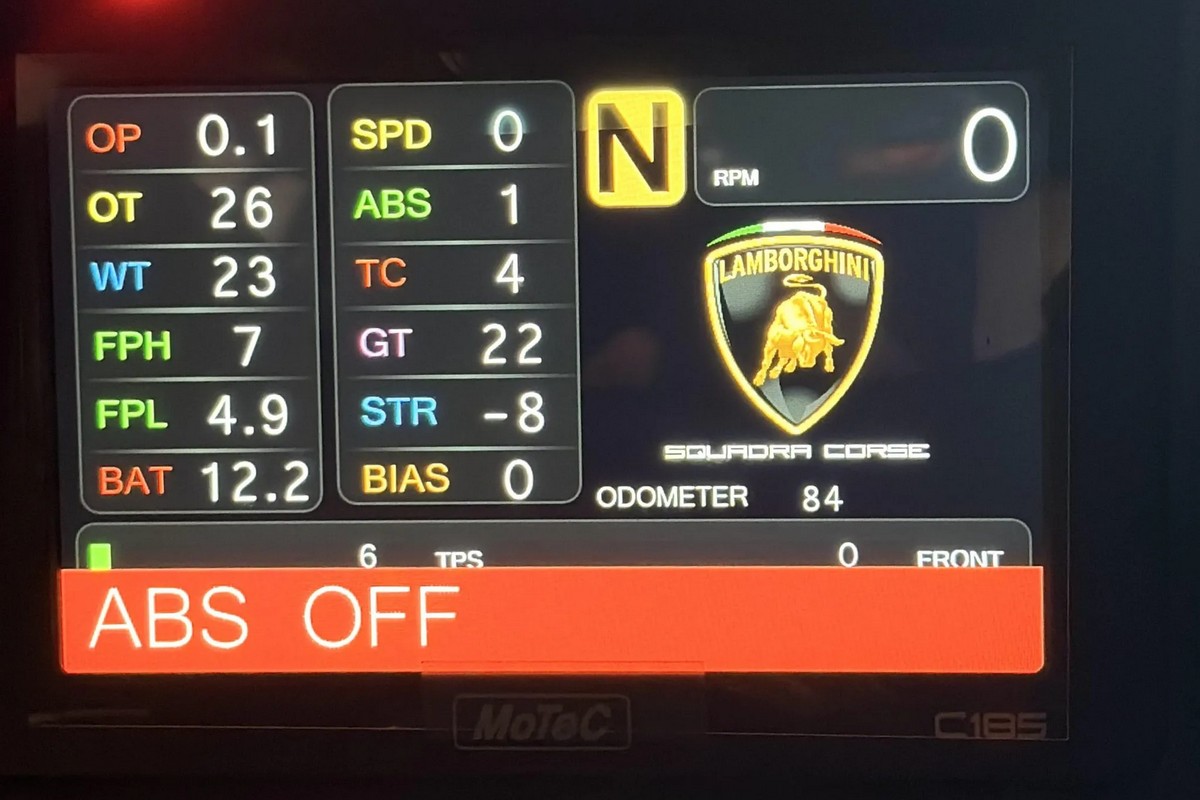 OP 0.1
OT 26
WT 23
FPH 7
FPL 4.9
BAT 12.2
SPD 0
ABS 1
TC 4
GT 22
STR -8
BIAS 0
N
RPM 0
LAMBORGHINI
SQUADRA CORSE
ODOMETER 84
6 TPS 0 FRONT
ABS OFF
MoTeC
C185